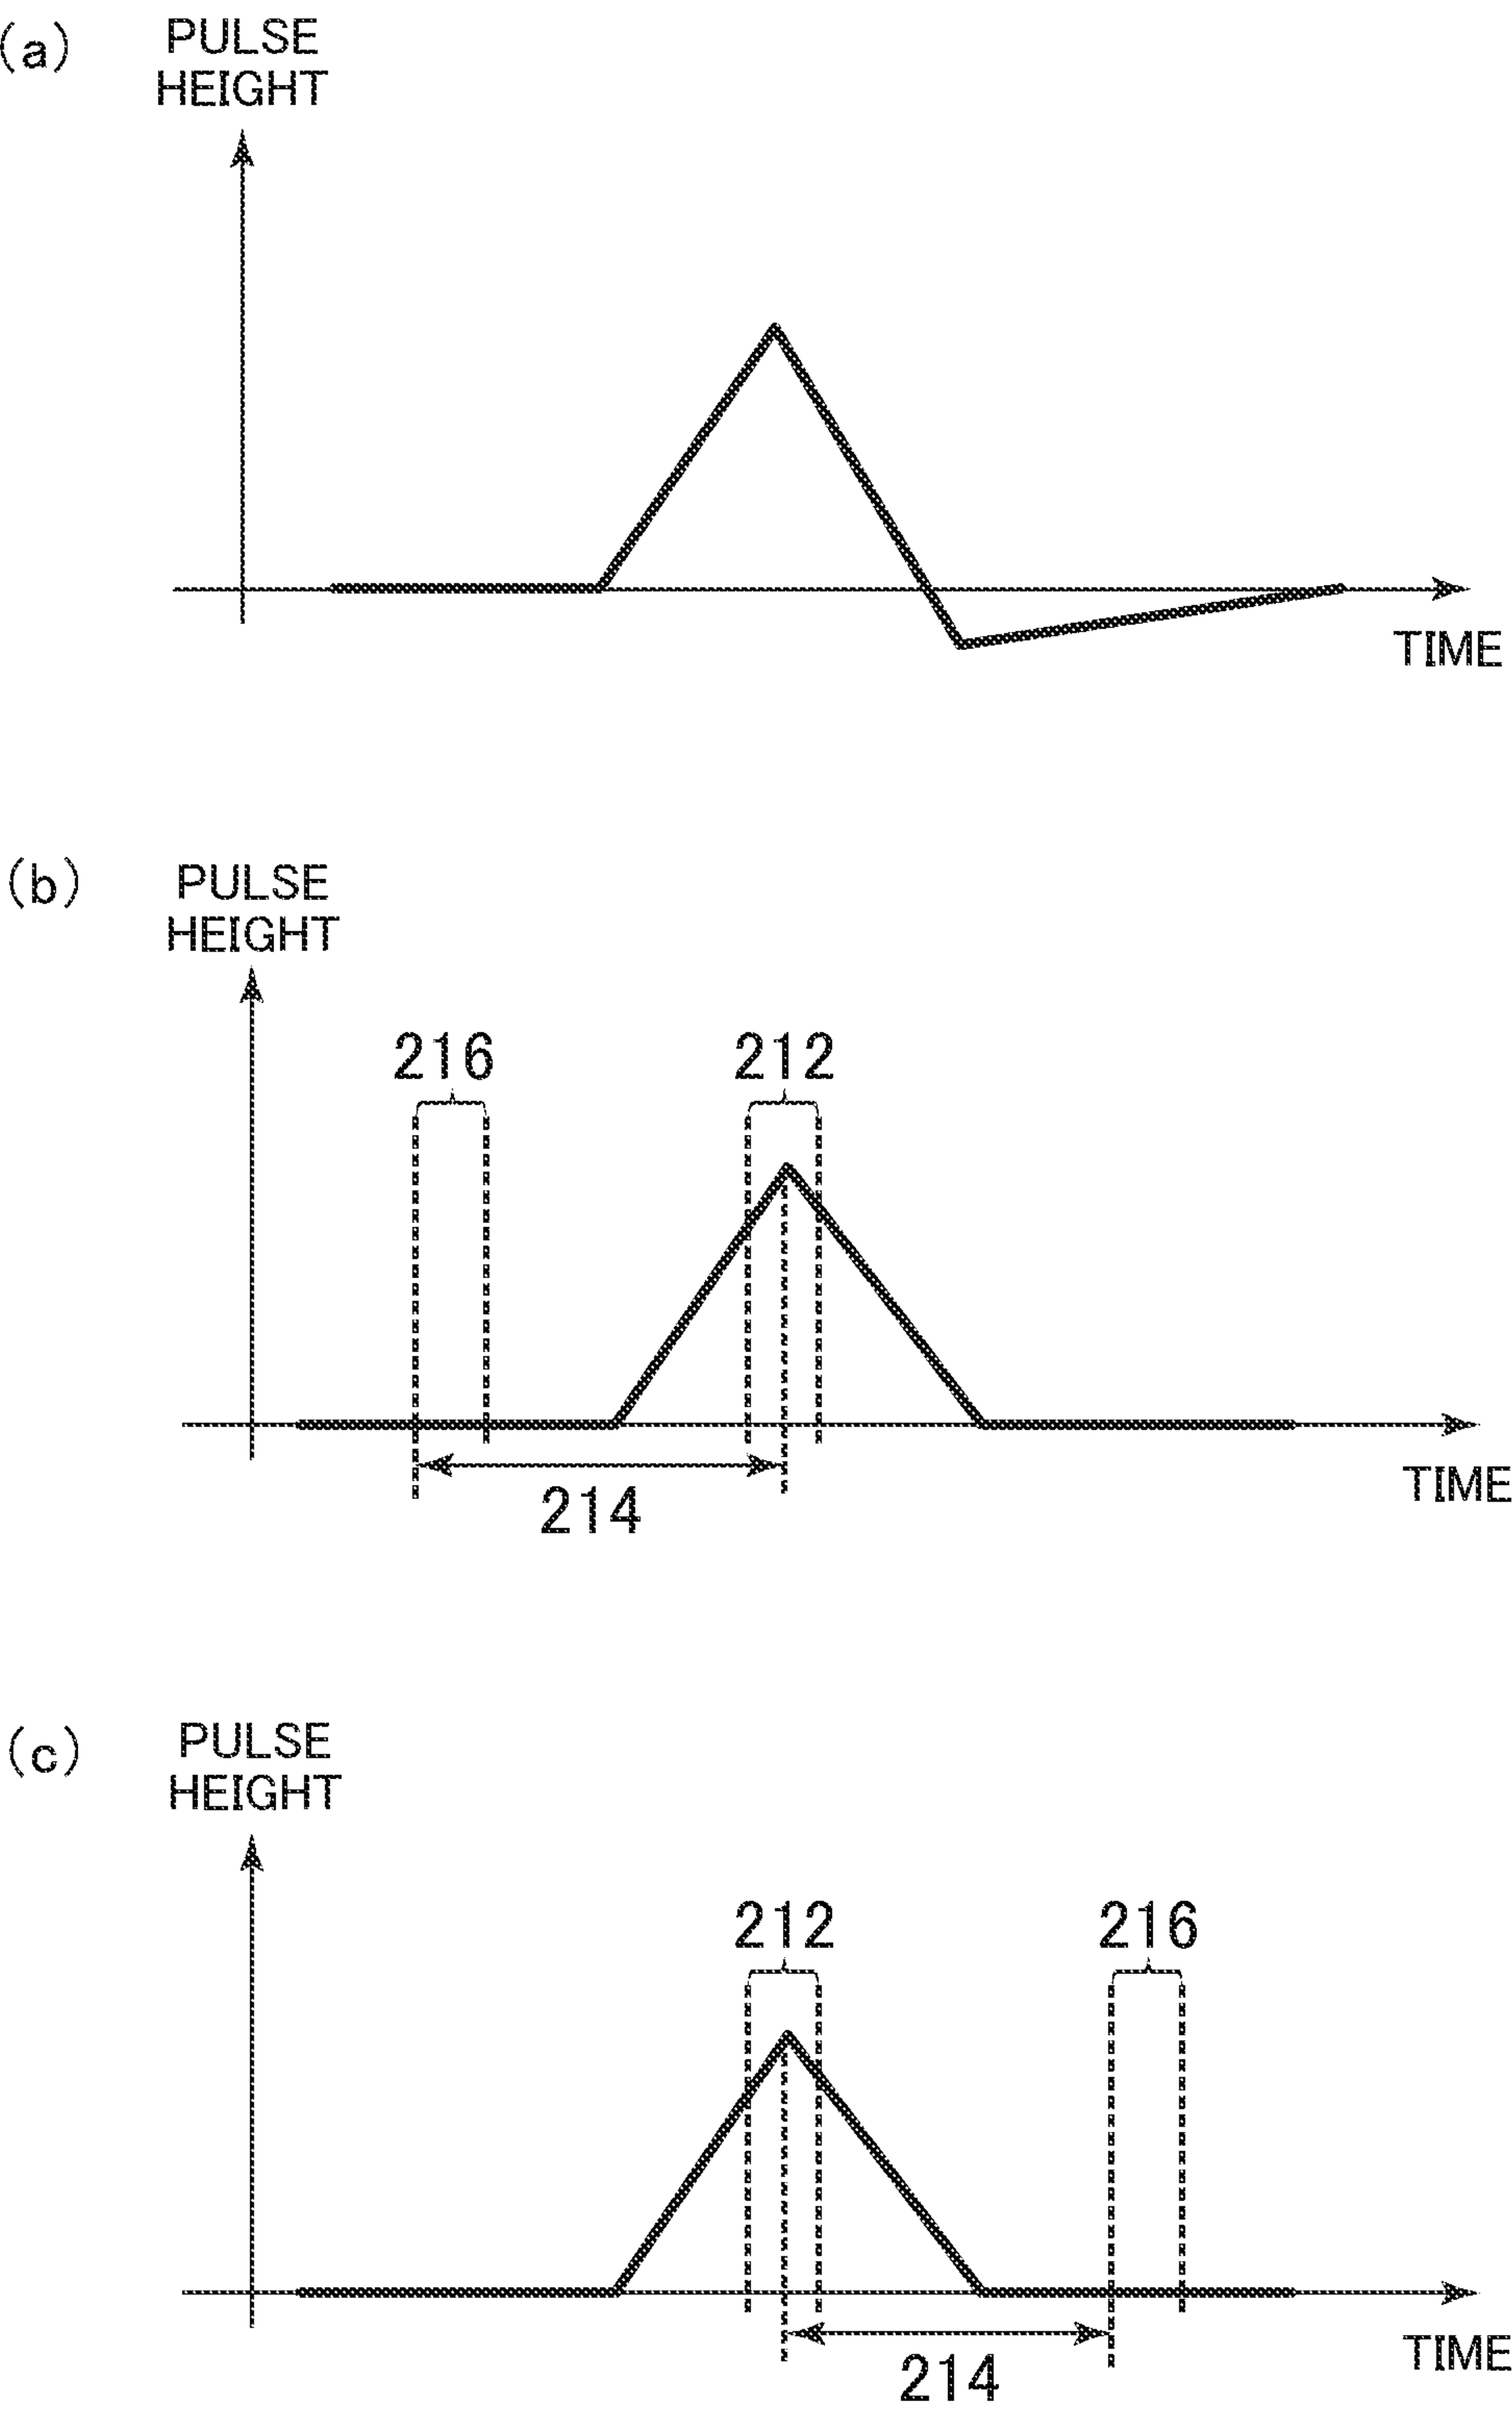 (a)
PULSE
HEIGHT
TIME
(b)
PULSE
HEIGHT
216
212
214
TIME
(c)
PULSE
HEIGHT
212
216
214
TIME